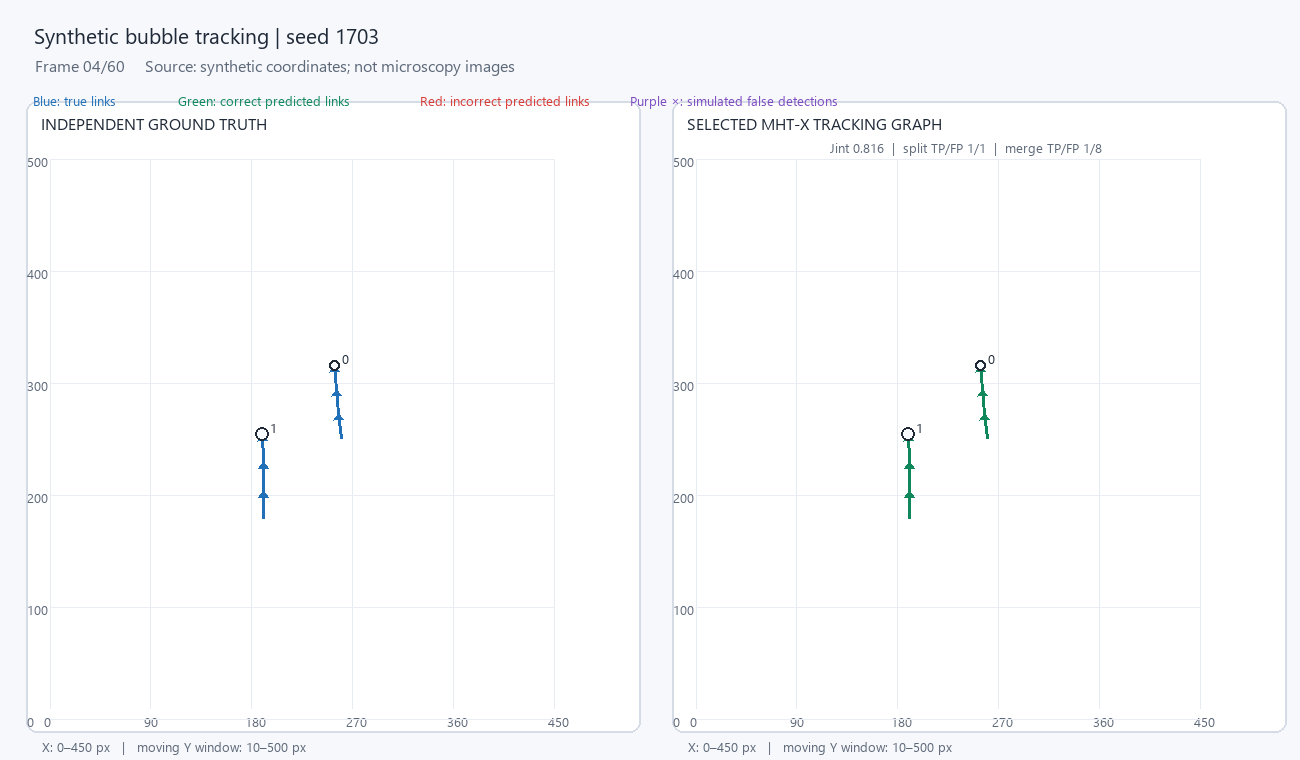 Synthetic bubble tracking | seed 1703
Frame 04/60 Source: synthetic coordinates; not microscopy images
Blue: true links Green: correct predicted links Red: incorrect predicted links Purple ×: simulated false detections
INDEPENDENT GROUND TRUTH
500
400
300
200
100
0 0 90 180 270 360 450
0
1
X: 0–450 px | moving Y window: 10–500 px
SELECTED MHT-X TRACKING GRAPH
Jint 0.816 | split TP/FP 1/1 | merge TP/FP 1/8
500
400
300
200
100
0 0 90 180 270 360 450
0
1
X: 0–450 px | moving Y window: 10–500 px